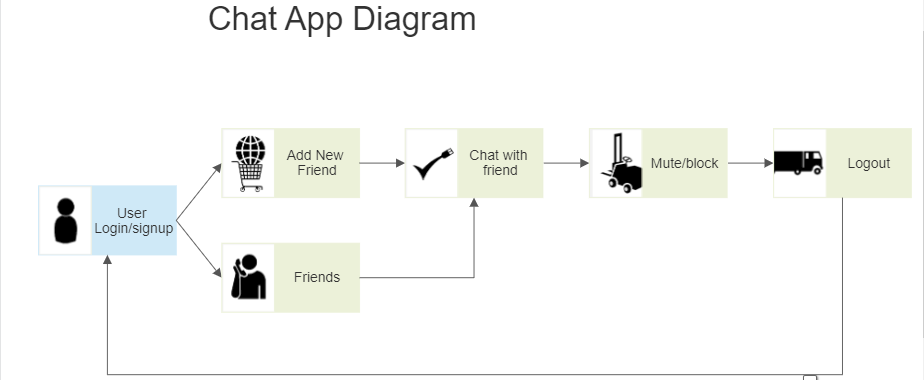 Chat App Diagram
Add New
Friend
Chat with
friend
Mute/block
Logout
User
Login/signup
Friends